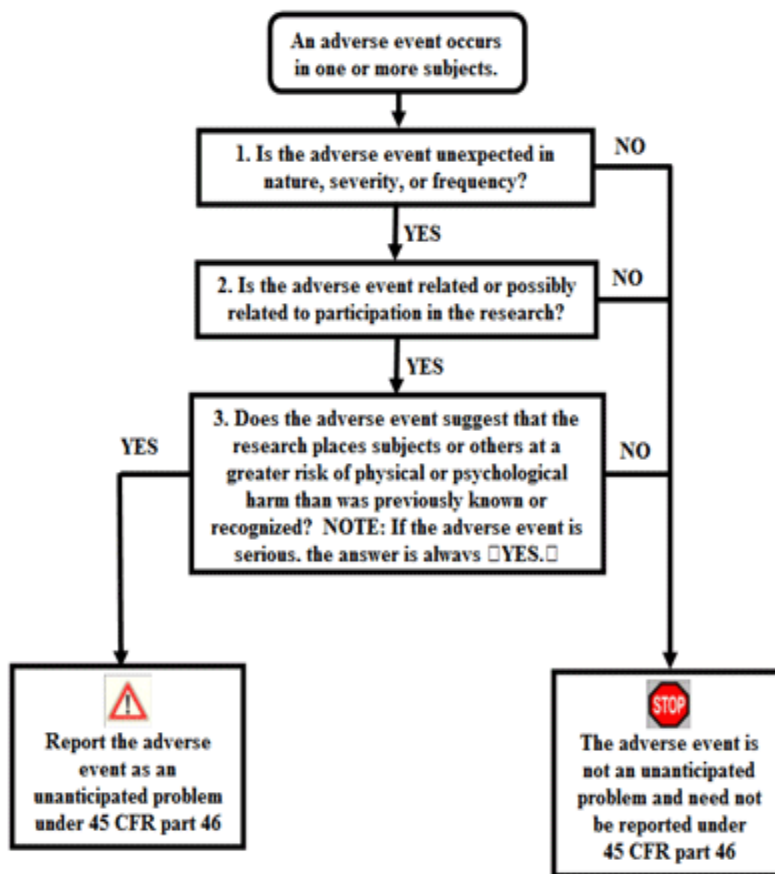 An adverse event occurs
in one or more subjects.
1. Is the adverse event unexpected in
nature, severity, or frequency?
NO
YES
2. Is the adverse event related or possibly
related to participation in the research?
NO
YES
3. Does the adverse event suggest that the
research places subjects or others at a
greater risk of physical or psychological
harm than was previously known or
recognized? NOTE: If the adverse event is
serious, the answer is always □YES.□
YES
NO
Report the adverse
event as an
unanticipated problem
under 45 CFR part 46
STOP
The adverse event is
not an unanticipated
problem and need not
be reported under
45 CFR part 46